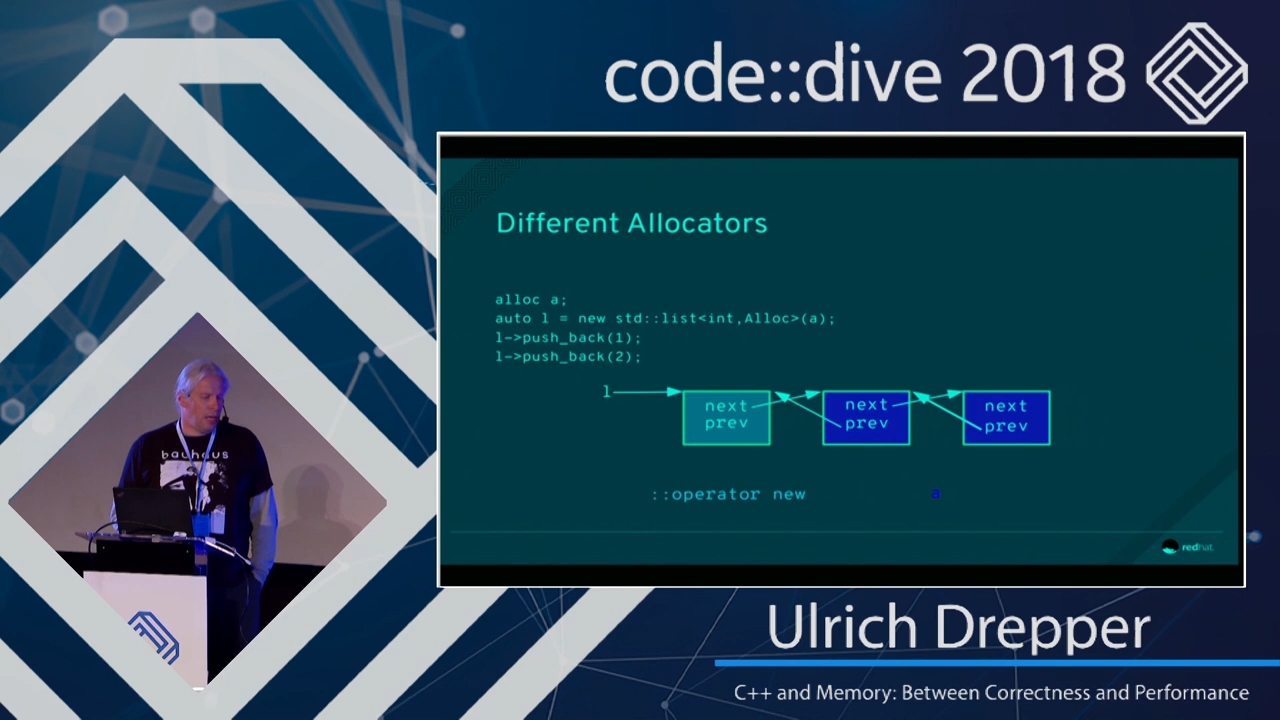 code::dive 2018
Different Allocators
alloc a;
auto l = new std::list<int,Alloc>(a);
l->push_back(1);
l->push_back(2);
l
next
prev
next
prev
next
prev
::operator new
a
redhat
bauhaus
Ulrich Drepper
C++ and Memory: Between Correctness and Performance